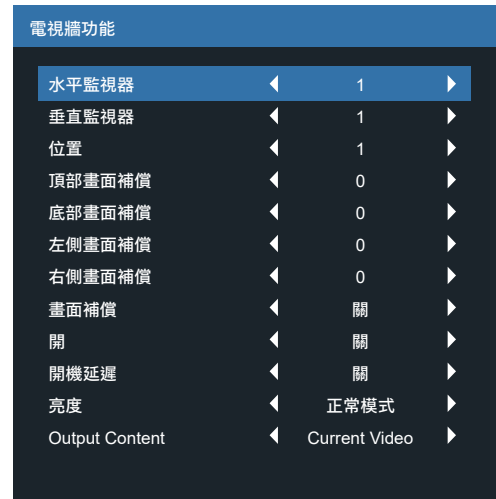 電視牆功能
水平監視器 1
垂直監視器 1
位置 1
頂部畫面補償 0
底部畫面補償 0
左側畫面補償 0
右側畫面補償 0
畫面補償 關
開 關
開機延遲 關
亮度 正常模式
Output Content Current Video